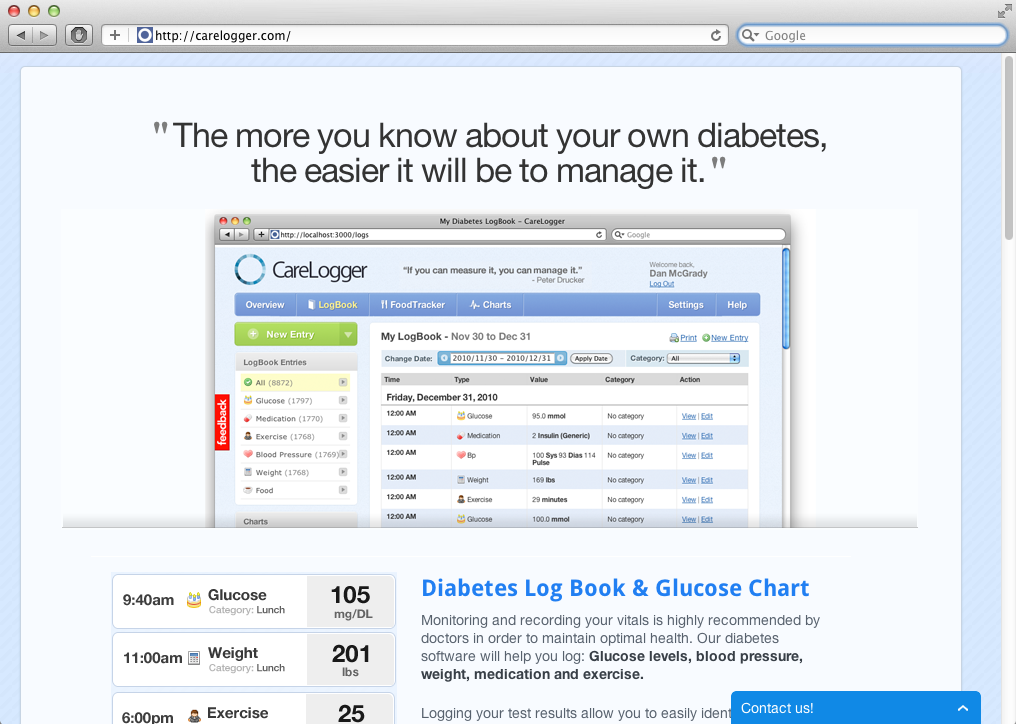 http://carelogger.com/
Google
" The more you know about your own diabetes,
the easier it will be to manage it. "
My Diabetes LogBook – CareLogger
http://localhost:3000/logs
Google
CareLogger
“If you can measure it, you can manage it.”
- Peter Drucker
Welcome back,
Dan McGrady
Log Out
Overview LogBook FoodTracker Charts Settings Help
New Entry
My LogBook - Nov 30 to Dec 31
Print New Entry
Change Date: 2010/11/30 – 2010/12/31 Apply Date Category: All
LogBook Entries
All (8872)
Glucose (1797)
Medication (1770)
Exercise (1768)
Blood Pressure (1769)
Weight (1768)
Food
Charts
feedback
Time Type Value Category Action
Friday, December 31, 2010
12:00 AM Glucose 95.0 mmol No category View | Edit
12:00 AM Medication 2 Insulin (Generic) No category View | Edit
12:00 AM Bp 100 Sys 93 Dias 114 No category View | Edit
Pulse
12:00 AM Weight 169 lbs No category View | Edit
12:00 AM Exercise 29 minutes No category View | Edit
12:00 AM Glucose 100.0 mmol No category View | Edit
9:40am Glucose 105
Category: Lunch mg/DL
11:00am Weight 201
Category: Lunch lbs
6:00pm Exercise 25
Diabetes Log Book & Glucose Chart
Monitoring and recording your vitals is highly recommended by
doctors in order to maintain optimal health. Our diabetes
software will help you log: Glucose levels, blood pressure,
weight, medication and exercise.
Logging your test results allow you to easily ident
Contact us!